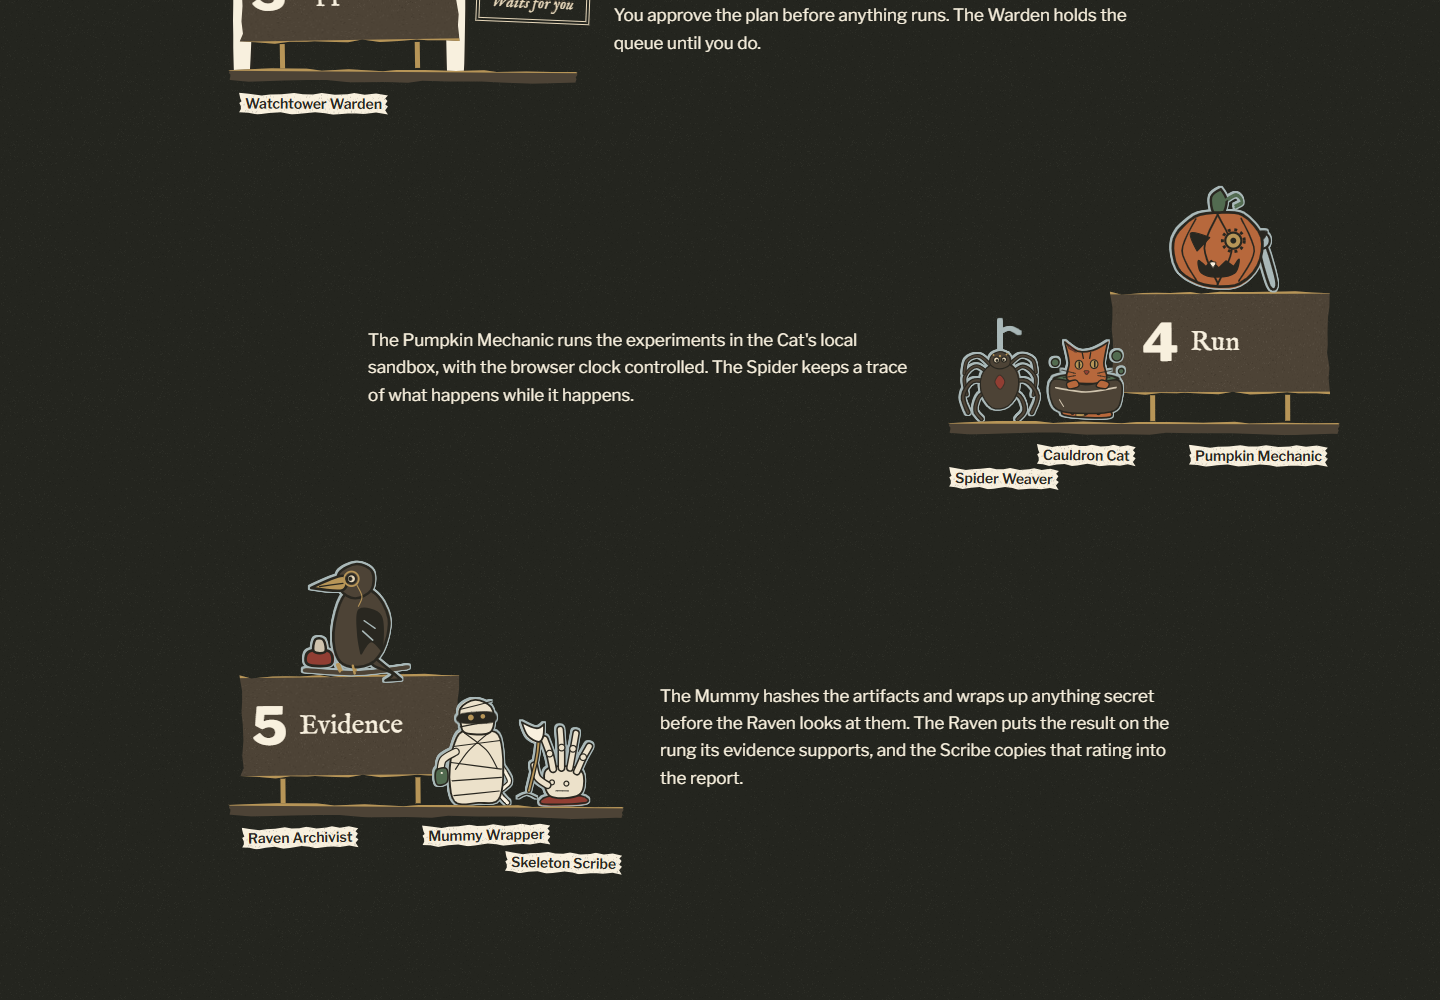 Waits for you
You approve the plan before anything runs. The Warden holds the
queue until you do.
Watchtower Warden
The Pumpkin Mechanic runs the experiments in the Cat's local
sandbox, with the browser clock controlled. The Spider keeps a trace
of what happens while it happens.
4 Run
Cauldron Cat
Pumpkin Mechanic
Spider Weaver
5 Evidence
The Mummy hashes the artifacts and wraps up anything secret
before the Raven looks at them. The Raven puts the result on the
rung its evidence supports, and the Scribe copies that rating into
the report.
Raven Archivist
Mummy Wrapper
Skeleton Scribe